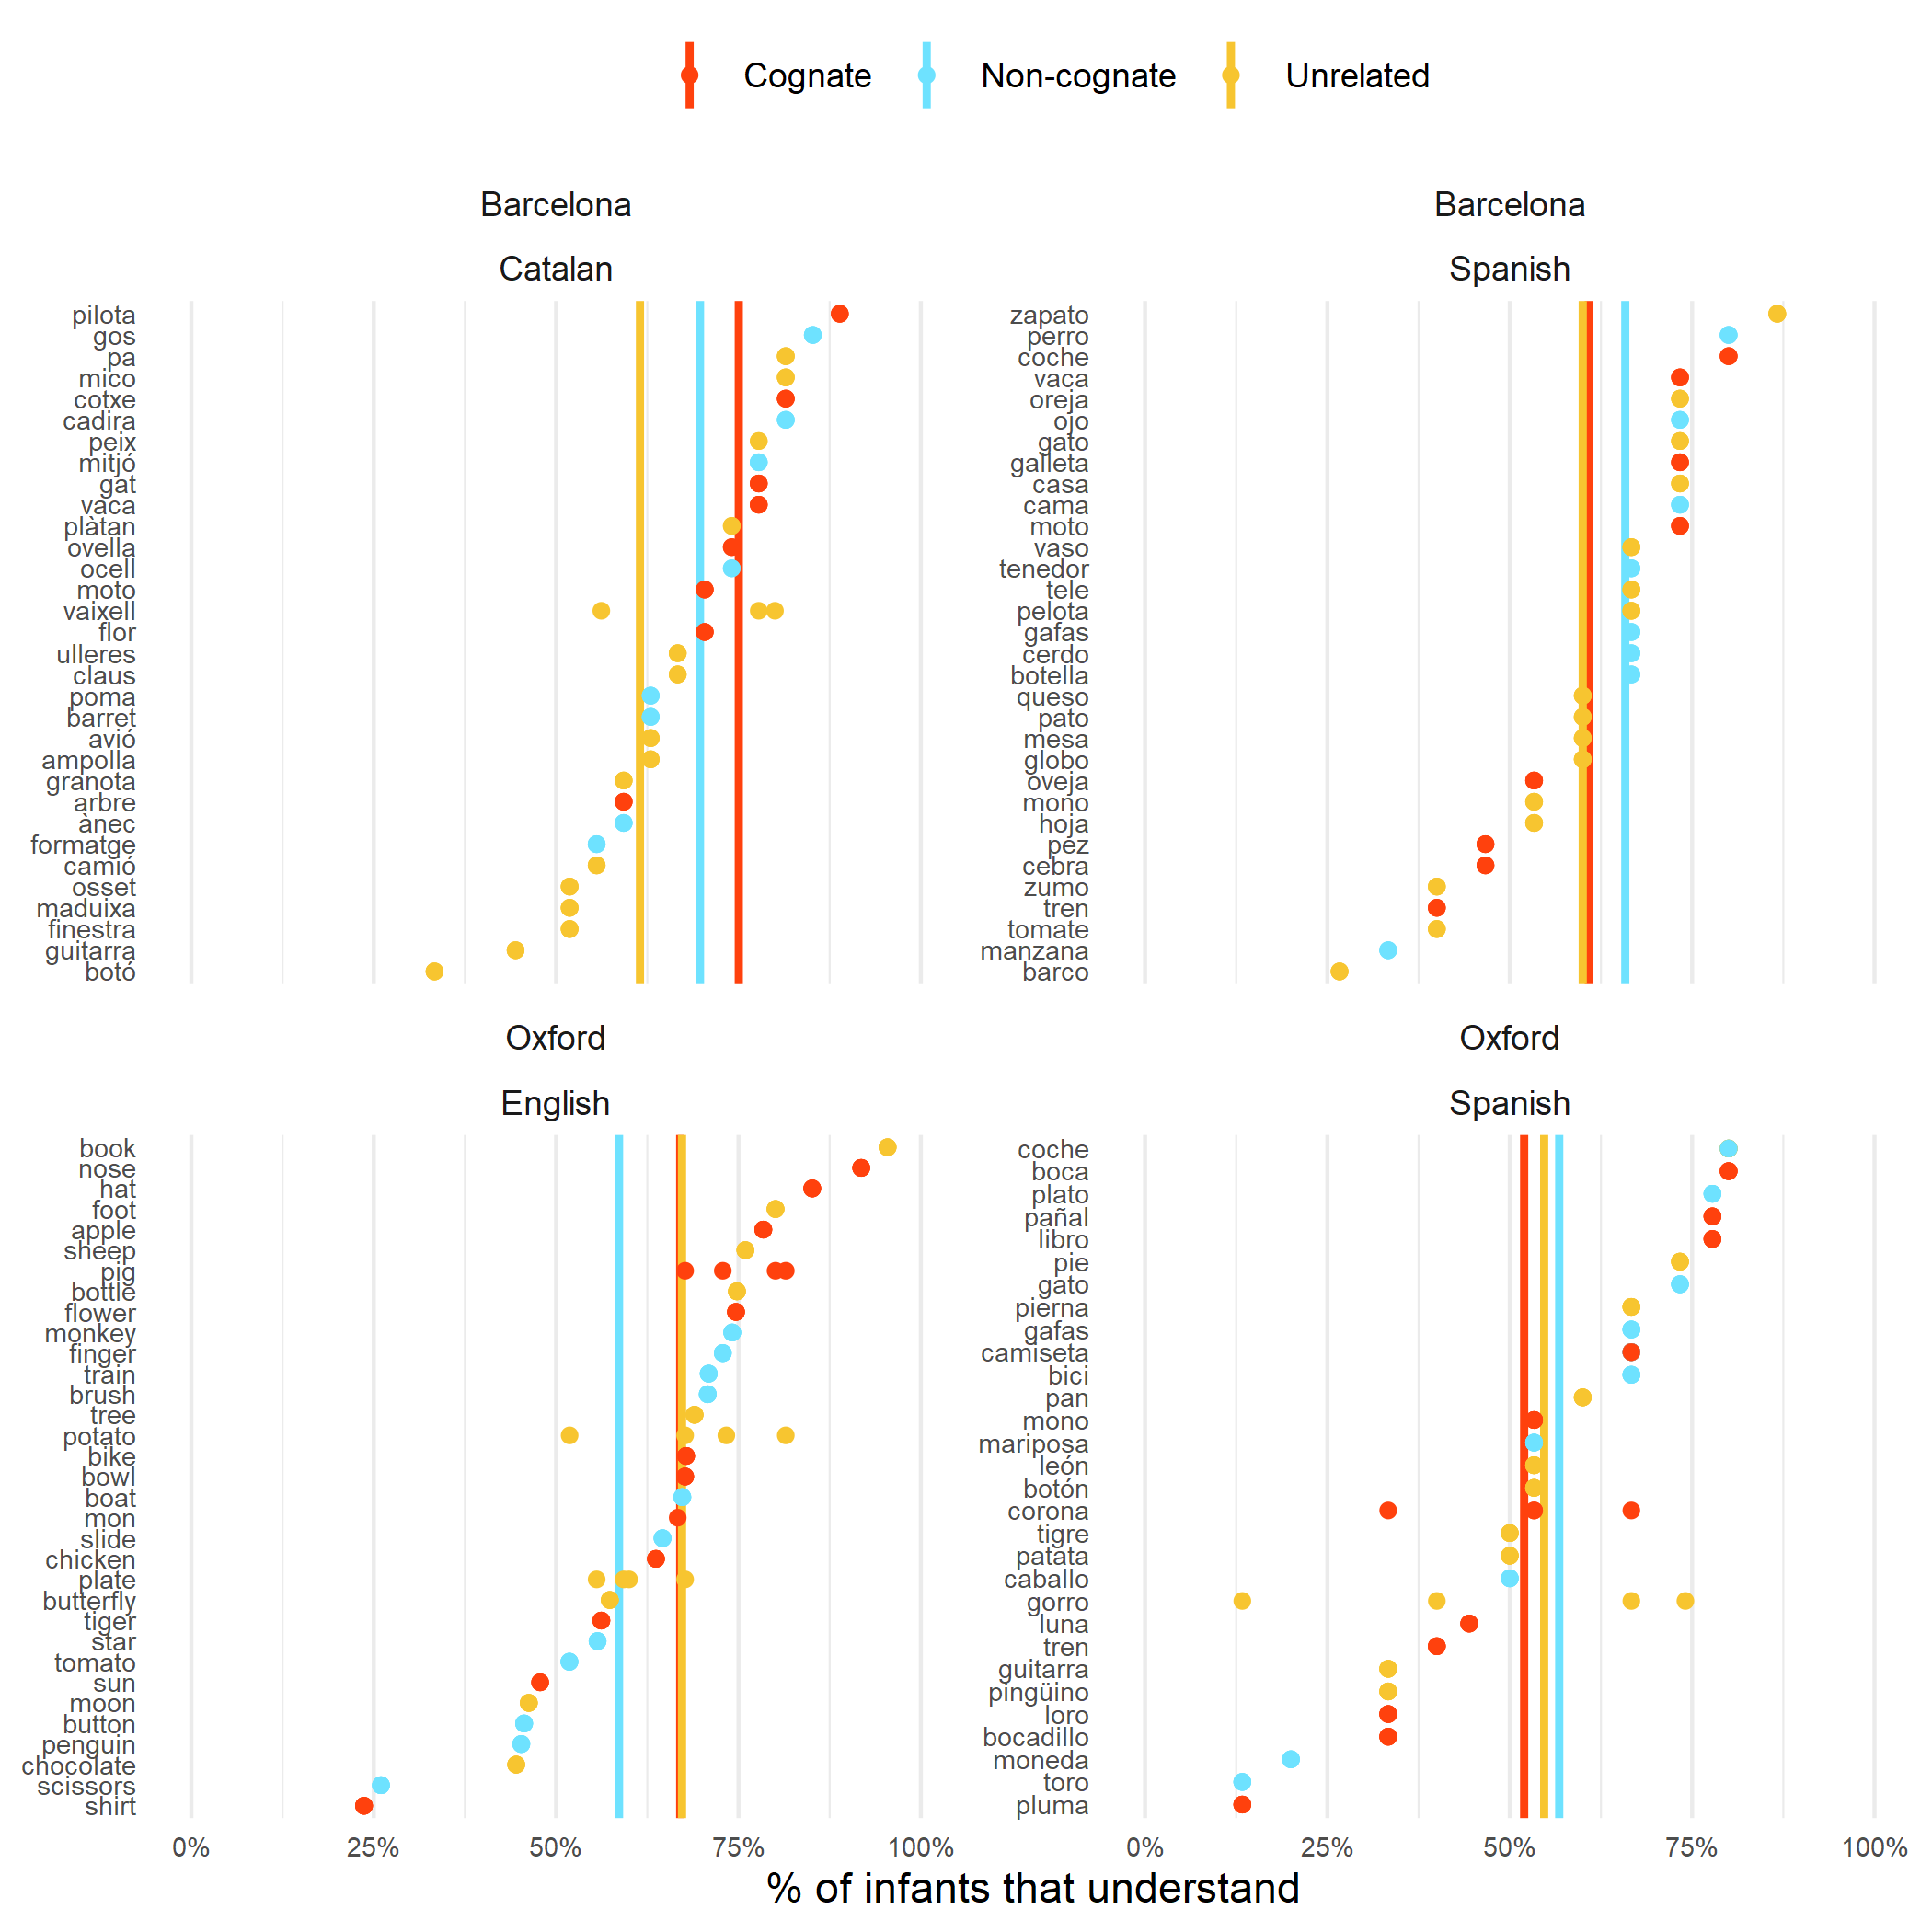 Cognate Non-cognate Unrelated
Barcelona
Catalan
pilota
gos
pa
mico
cotxe
cadira
peix
mitjó
gat
vaca
plàtan
ovella
ocell
moto
vaixell
flor
ulleres
claus
poma
barret
avió
ampolla
granota
arbre
ànec
formatge
camió
osset
maduixa
finestra
guitarra
botó
Barcelona
Spanish
zapato
perro
coche
vaca
oreja
ojo
gato
galleta
casa
cama
moto
vaso
tenedor
tele
pelota
gafas
cerdo
botella
queso
pato
mesa
globo
oveja
mono
hoja
pez
cebra
zumo
tren
tomate
manzana
barco
Oxford
English
book
nose
hat
foot
apple
sheep
pig
bottle
flower
monkey
finger
train
brush
tree
potato
bike
bowl
boat
mon
slide
chicken
plate
butterfly
tiger
star
tomato
sun
moon
button
penguin
chocolate
scissors
shirt
0% 25% 50% 75% 100%
Oxford
Spanish
coche
boca
plato
pañal
libro
pie
gato
pierna
gafas
camiseta
bici
pan
mono
mariposa
león
botón
corona
tigre
patata
caballo
gorro
luna
tren
guitarra
pingüino
loro
bocadillo
moneda
toro
pluma
0% 25% 50% 75% 100%
% of infants that understand